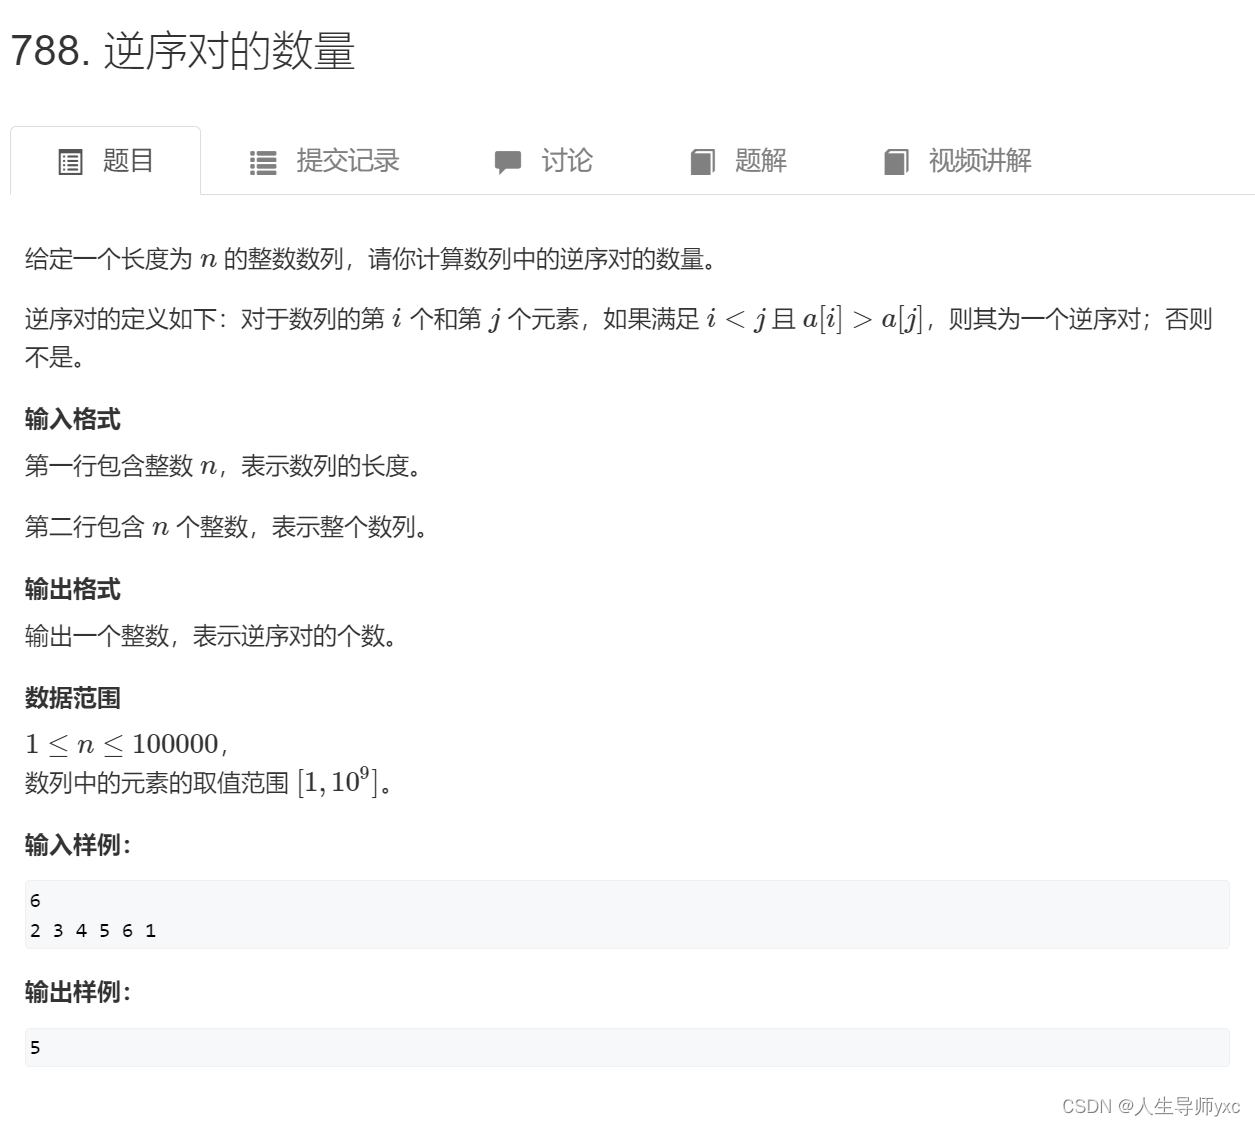 788. 逆序对的数量
题目 提交记录 讨论 题解 视频讲解
给定一个长度为 n 的整数数列，请你计算数列中的逆序对的数量。
逆序对的定义如下：对于数列的第 i 个和第 j 个元素，如果满足 i < j 且 a[i] > a[j]，则其为一个逆序对；否则
不是。
输入格式
第一行包含整数 n，表示数列的长度。
第二行包含 n 个整数，表示整个数列。
输出格式
输出一个整数，表示逆序对的个数。
数据范围
1 ≤ n ≤ 100000，
数列中的元素的取值范围 [1, 10⁹]。
输入样例：
6
2 3 4 5 6 1
输出样例：
5
CSDN @人生导师yxc